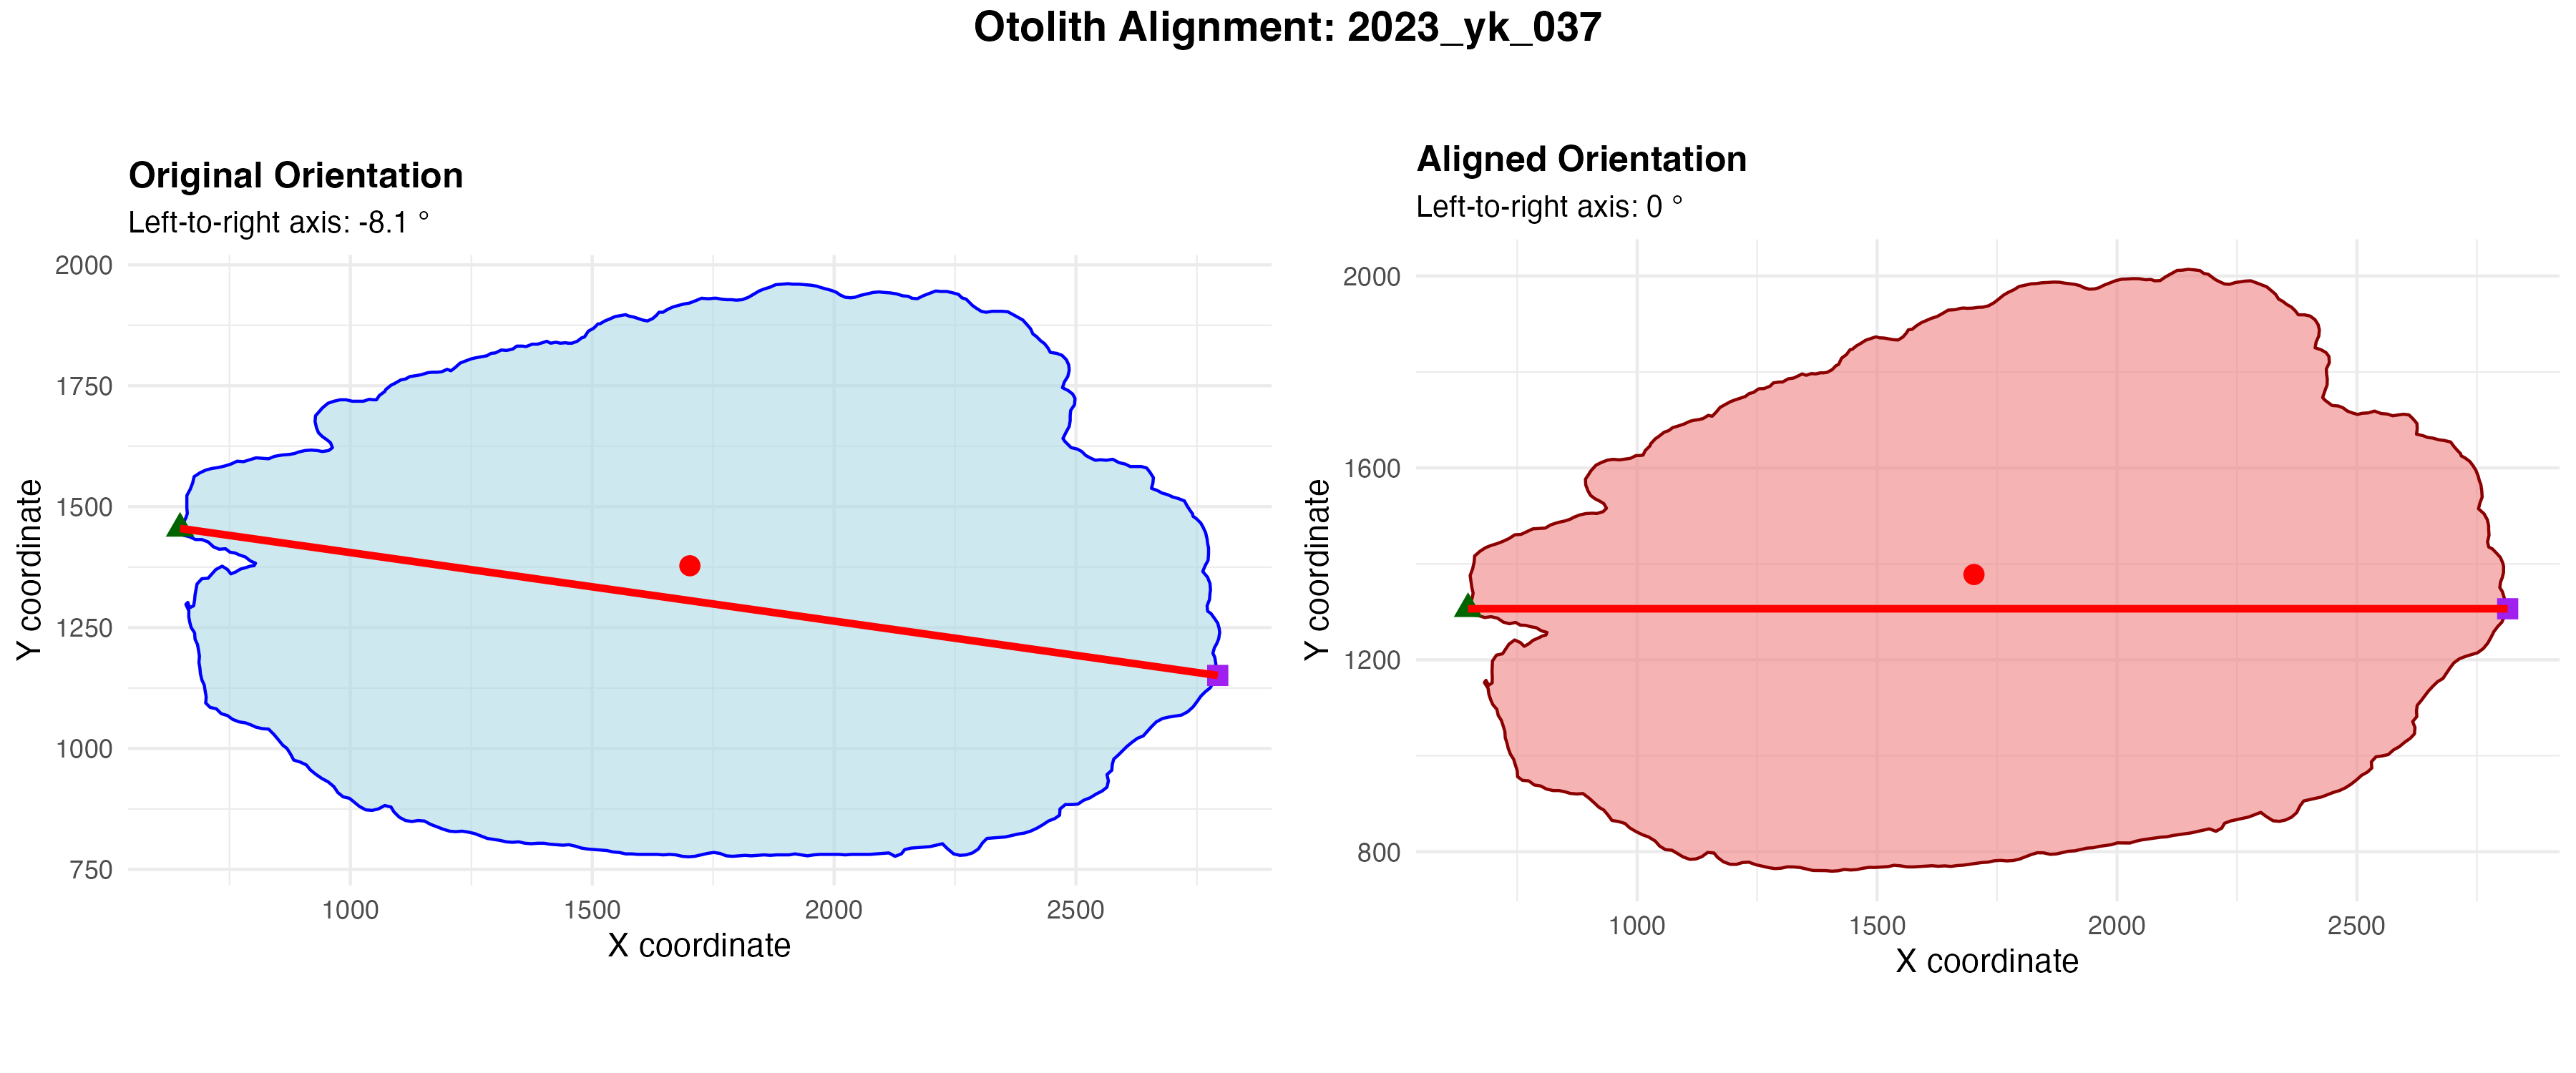 Otolith Alignment: 2023_yk_037
Original Orientation
Left-to-right axis: -8.1 °
Y coordinate
2000
1750
1500
1250
1000
750
1000 1500 2000 2500
X coordinate
Aligned Orientation
Left-to-right axis: 0 °
Y coordinate
2000
1600
1200
800
1000 1500 2000 2500
X coordinate